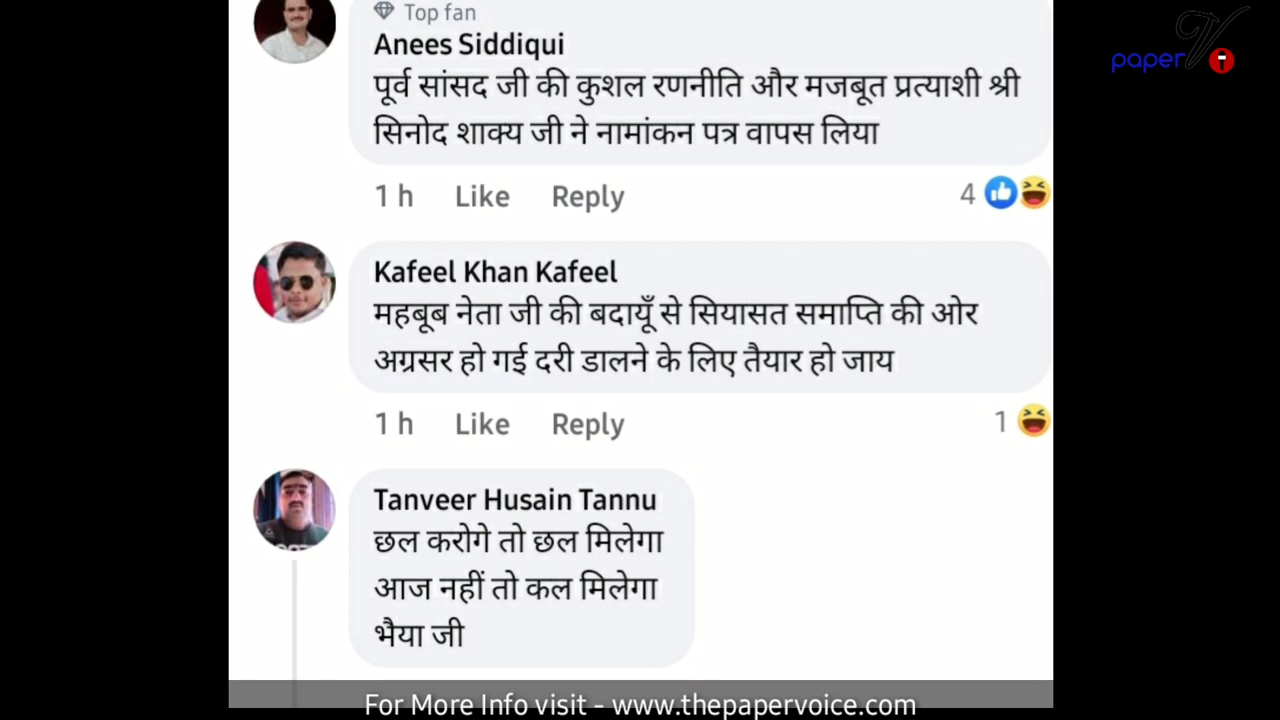 Top fan
Anees Siddiqui
पूर्व सांसद जी की कुशल रणनीति और मजबूत प्रत्याशी श्री
सिनोद शाक्य जी ने नामांकन पत्र वापस लिया
1 h Like Reply 4
Kafeel Khan Kafeel
महबूब नेता जी की बदायूँ से सियासत समाप्ति की ओर
अग्रसर हो गई दरी डालने के लिए तैयार हो जाय
1 h Like Reply 1
Tanveer Husain Tannu
छल करोगे तो छल मिलेगा
आज नहीं तो कल मिलेगा
भैया जी
paper V T
For More Info visit - www.thepapervoice.com